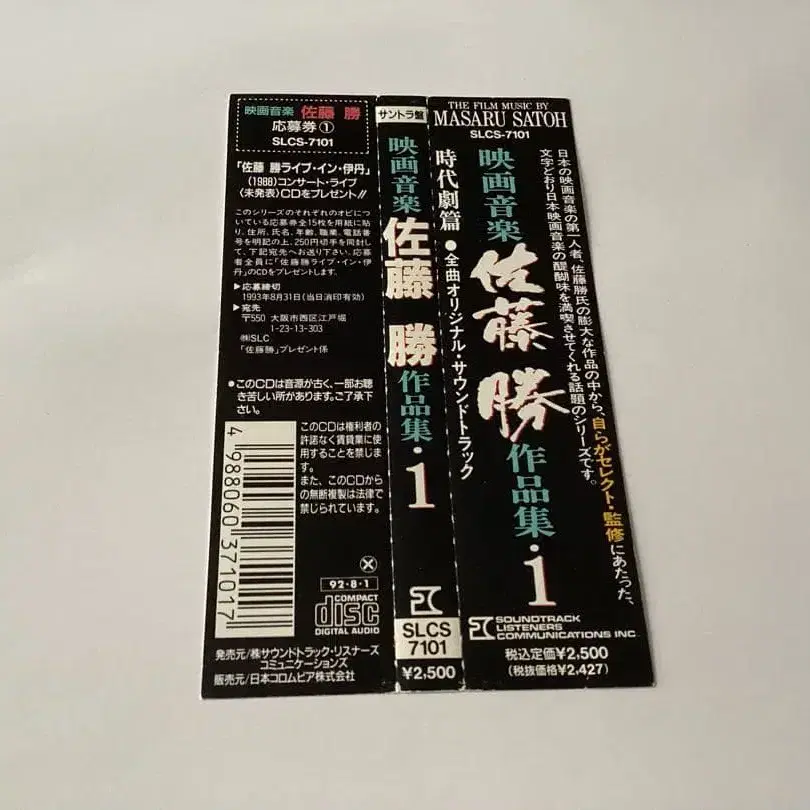 映画音楽 佐藤 勝
応募券①
SLCS-7101
「佐藤 勝ライブ・イン・伊丹」
(1988)コンサート・ライブ
〈未発表〉CDをプレゼント!!
このシリーズのそれぞれのオビにつ
いている応募券全15枚を用紙に貼
り、住所、氏名、年齢、職業、電話番
号を明記の上、250円切手を同封し
て、下記宛先へお送り下さい。応募
者全員に「佐藤勝ライブ・イン・伊
丹」のCDをプレゼントします。
▷応募締切
1993年8月31日(当日消印有効)
▷宛先
〒550 大阪市西区江戸堀
1-23-13-303
㈱SLC
「佐藤勝」プレゼント係
●このCDは音源が古く、一部お聴
き苦しい所があります。ご了承下
さい。
このCDは権利者の
許諾なく賃貸業に使
用することを禁じま
す。
また、このCDから
の無断複製は法律で
禁じられています。
4 988060 371017
92・8・1
COMPACT
disc
DIGITAL AUDIO
発売元/株サウンドトラック・リスナーズ
コミュニケーションズ
販売元/日本コロムビア株式会社
サントラ盤
映画音楽 佐藤 勝 作品集・1
SLCS
7101
¥2,500
THE FILM MUSIC BY
MASARU SATOH
SLCS-7101
日本の映画音楽の第一人者、佐藤勝氏の膨大な作品の中から、自らがセレクト・監修にあたった、
文字どおり日本映画音楽の醍醐味を満喫させてくれる話題のシリーズです。
映画音楽 佐藤 勝 作品集・1
時代劇篇●全曲オリジナル・サウンドトラック
SOUNDTRACK
LISTENERS
COMMUNICATIONS INC.
税込定価¥2,500
(税抜価格¥2,427)